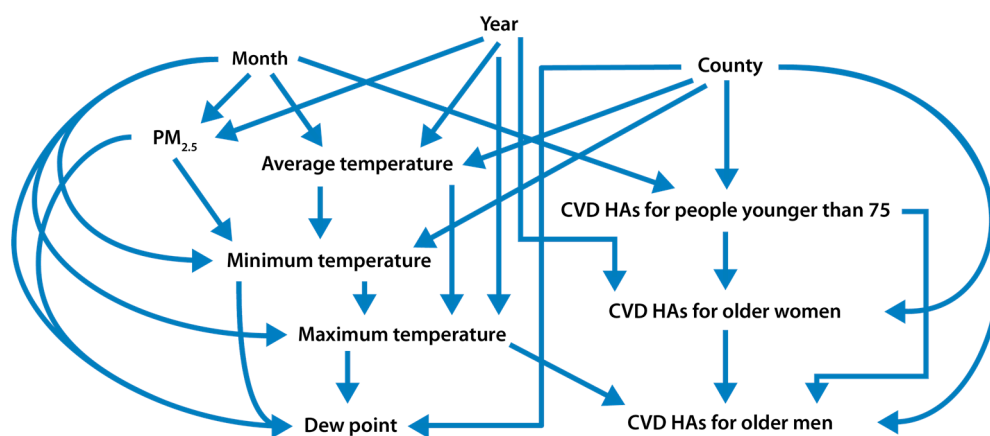 Year
Month
County
PM2.5
Average temperature
CVD HAs for people younger than 75
Minimum temperature
CVD HAs for older women
Maximum temperature
Dew point
CVD HAs for older men